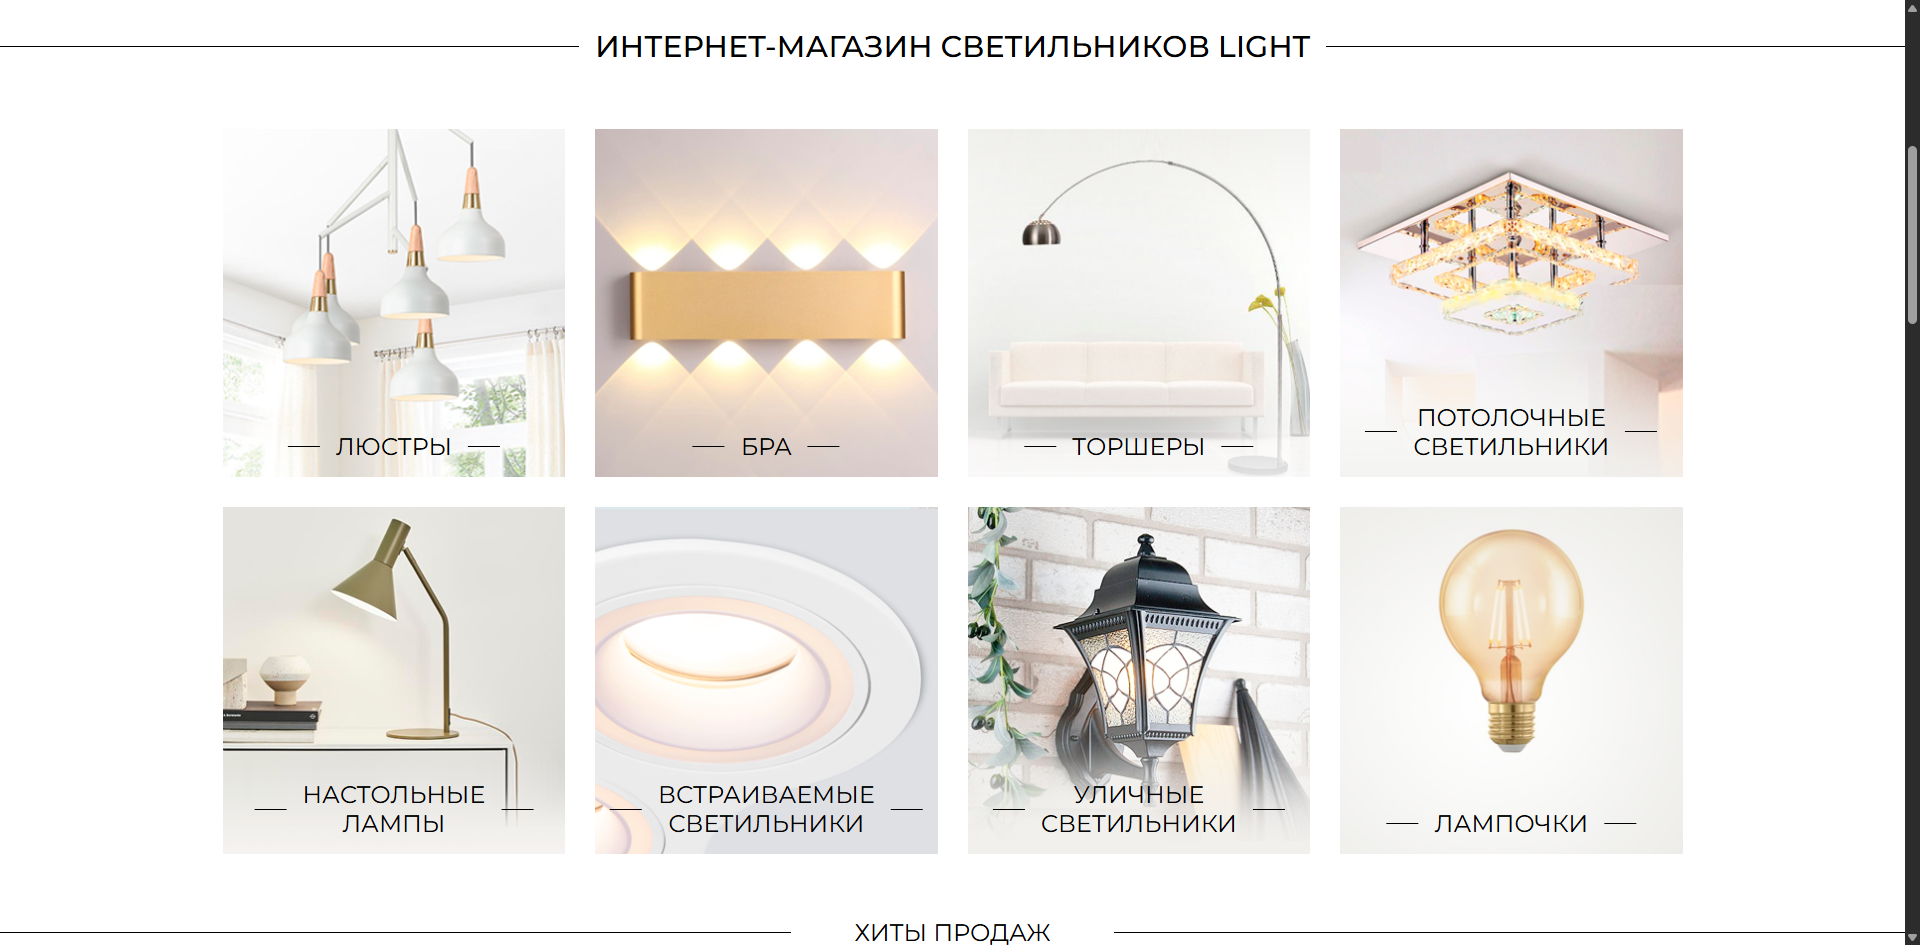 ИНТЕРНЕТ-МАГАЗИН СВЕТИЛЬНИКОВ LIGHT
ЛЮСТРЫ
БРА
ТОРШЕРЫ
ПОТОЛОЧНЫЕ
СВЕТИЛЬНИКИ
НАСТОЛЬНЫЕ
ЛАМПЫ
ВСТРАИВАЕМЫЕ
СВЕТИЛЬНИКИ
УЛИЧНЫЕ
СВЕТИЛЬНИКИ
ЛАМПОЧКИ
ХИТЫ ПРОДАЖ